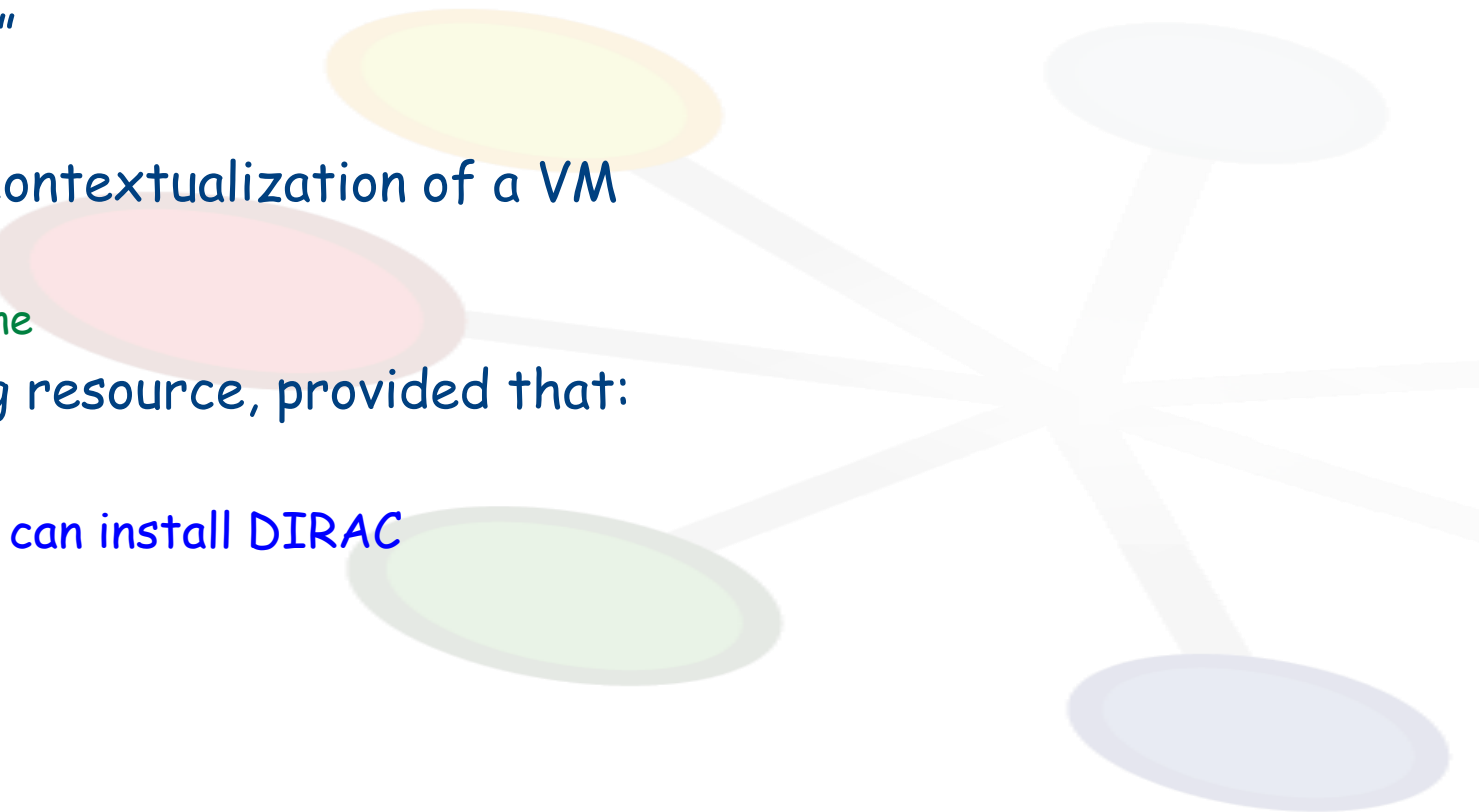 "
ontextualization of a VM
ne
g resource, provided that:
can install DIRAC